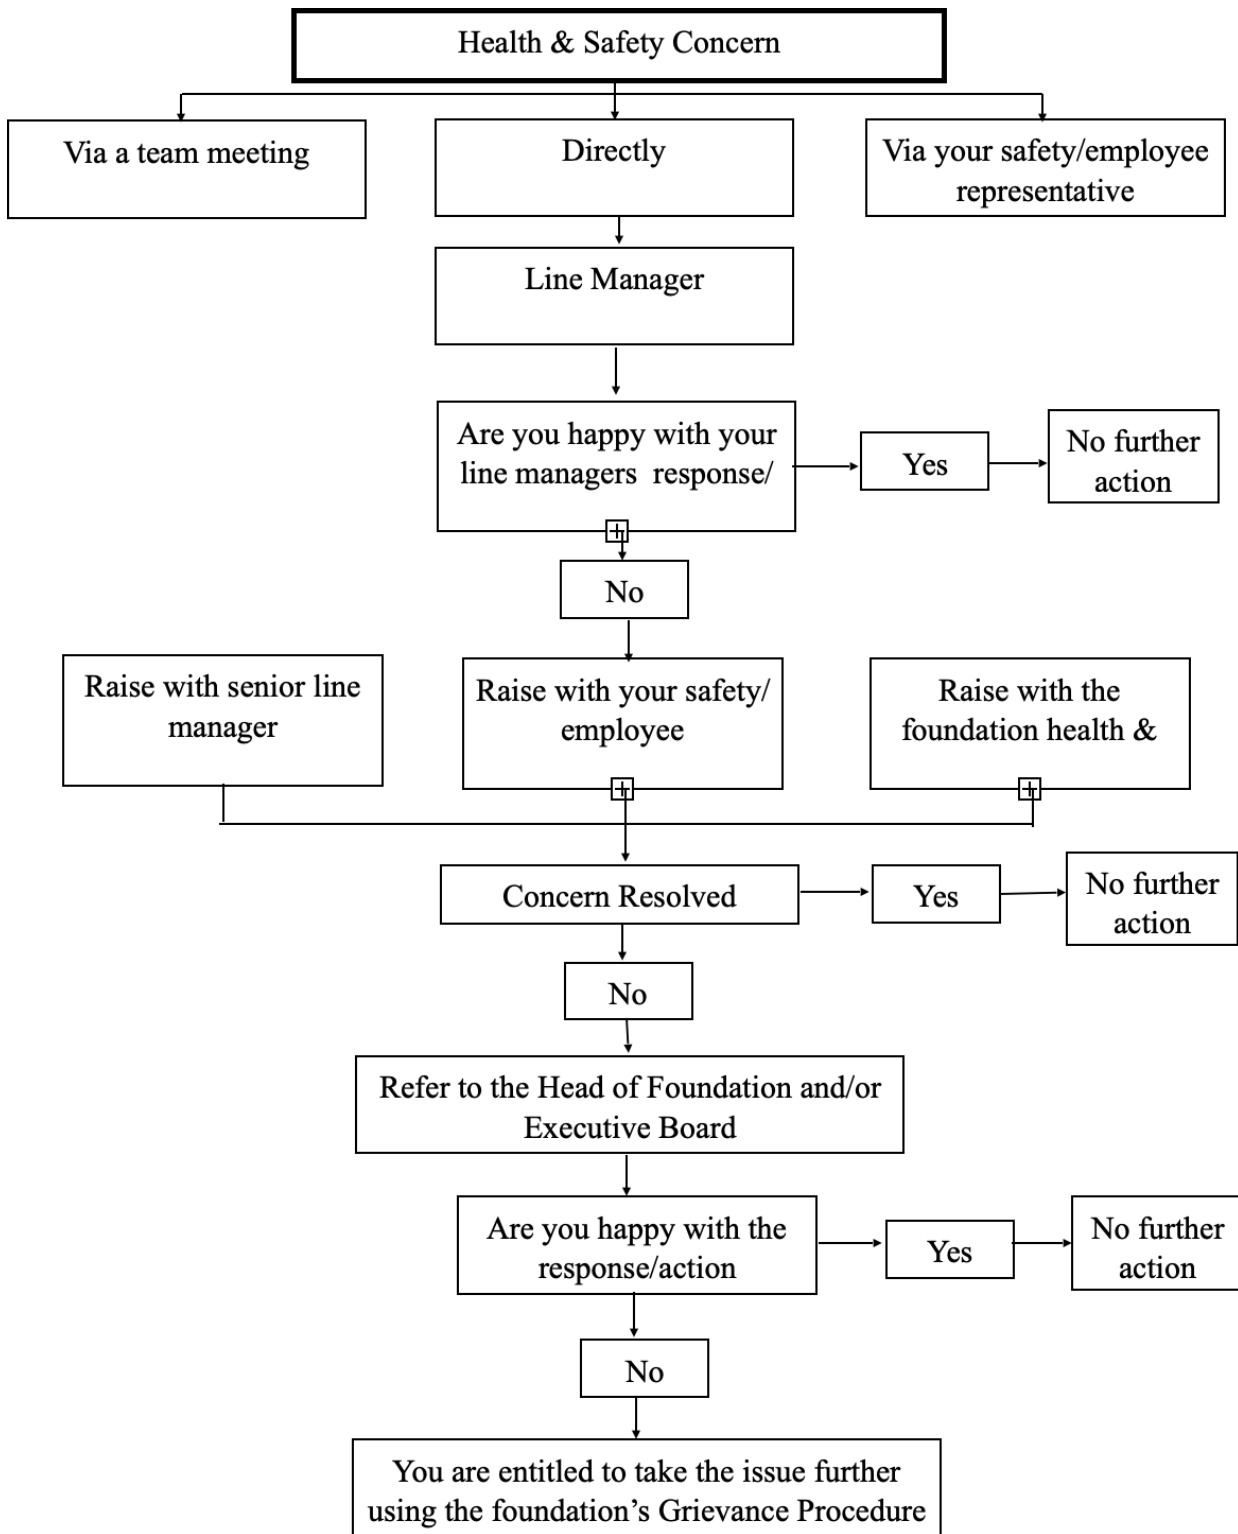 Health & Safety Concern
Via a team meeting
Directly
Via your safety/employee
representative
Line Manager
Are you happy with your
line managers  response/
Yes
No further
action
No
Raise with senior line
manager
Raise with your safety/
employee
Raise with the
foundation health &
Concern Resolved
Yes
No further
action
No
Refer to the Head of Foundation and/or
Executive Board
Are you happy with the
response/action
Yes
No further
action
No
You are entitled to take the issue further
using the foundation’s Grievance Procedure